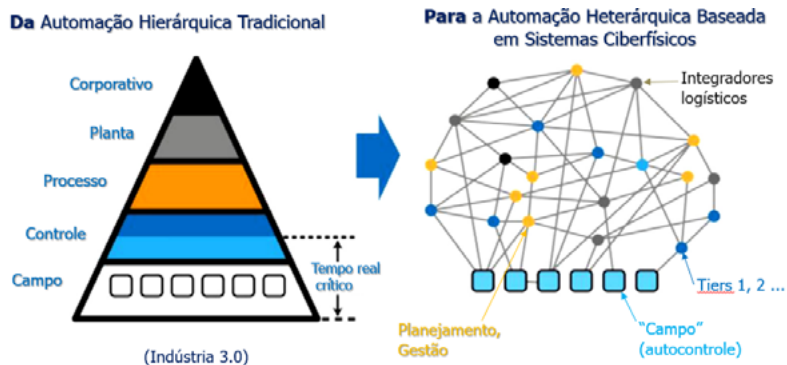 Da Automação Hierárquica Tradicional
Corporativo
Planta
Processo
Controle
Campo
Tempo real
crítico
(Indústria 3.0)
Para a Automação Heterárquica Baseada
em Sistemas Ciberfísicos
Integradores
logísticos
Tiers 1, 2 ...
Planejamento,
Gestão
"Campo"
(autocontrole)